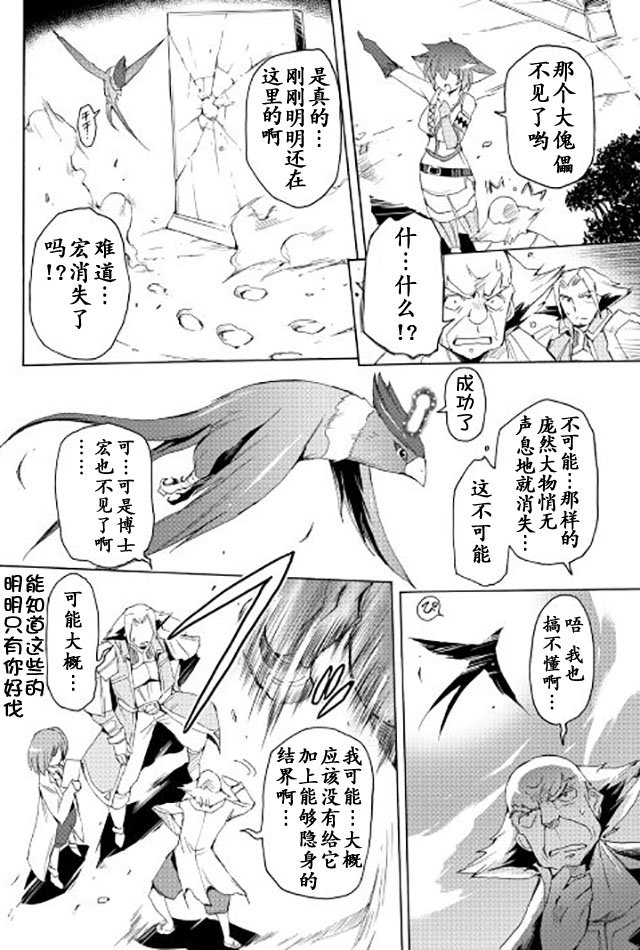 那个大傀儡
不见了哟
是真的…
刚刚明明还在
这里的啊
难道…
宏消失了
吗!?
什…什么!?
不可能…那样的
庞然大物悄无
声息地就消失…
这不可能
成功了
可…可是博士
宏也不见了啊
……
唔 我也
搞不懂啊…
ぴ
可能大概…
能知道这些的
明明只有你好伐
我可能…大概
应该没有给它
加上能够隐身的
结界啊…